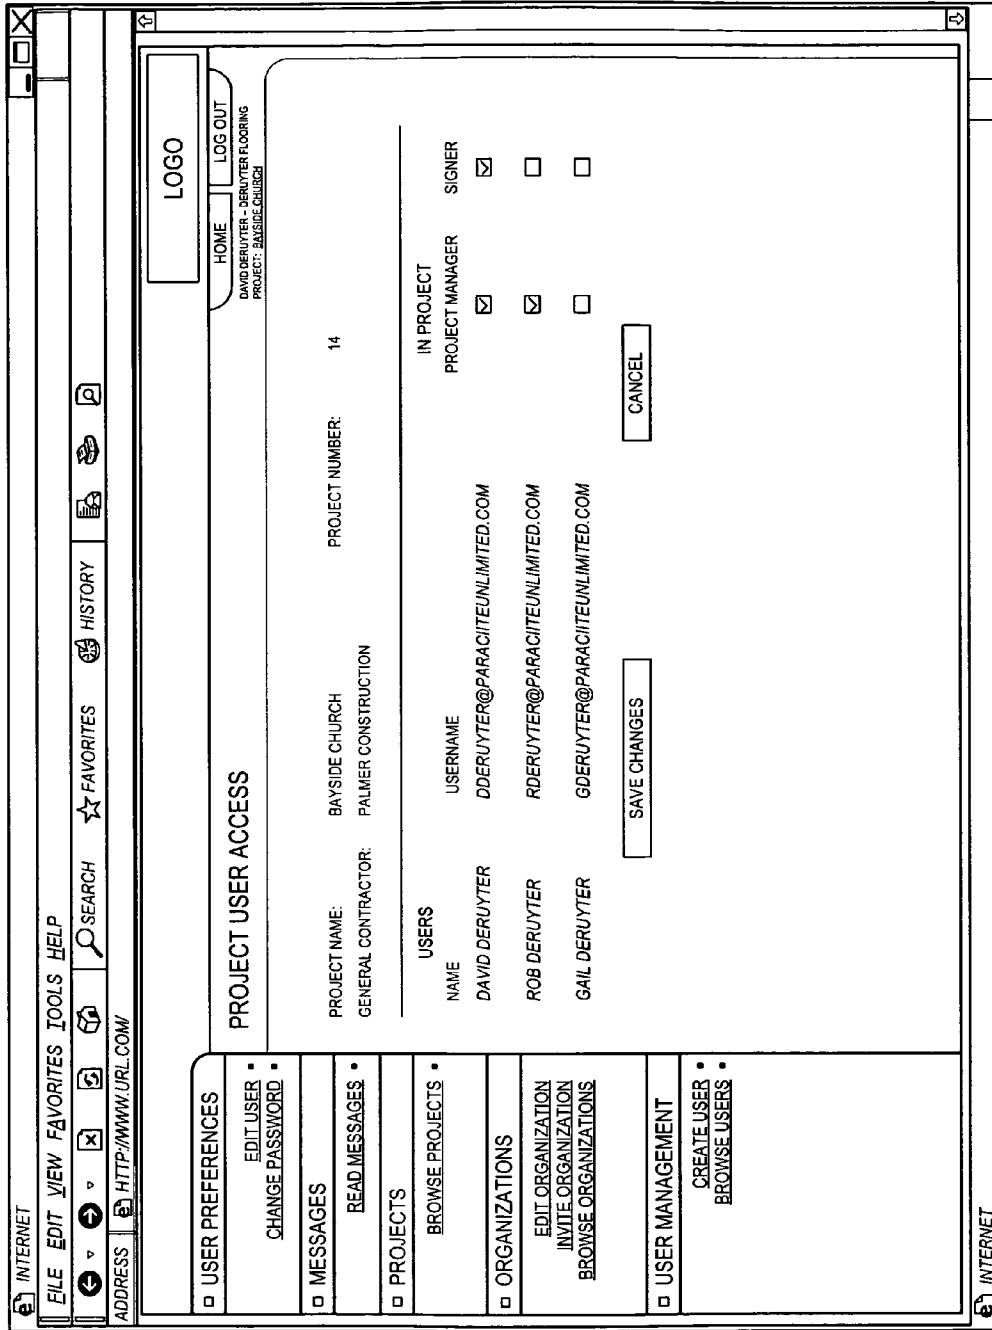 INTERNET
FILE EDIT VIEW FAVORITES TOOLS HELP
SEARCH FAVORITES HISTORY
ADDRESS HTTP://WWW.URL.COM/
LOGO
HOME LOG OUT
DAVID DERUYTER – DERUYTER FLOORING
PROJECT: BAYSIDE CHURCH
USER PREFERENCES
EDIT USER
CHANGE PASSWORD
MESSAGES
READ MESSAGES
PROJECTS
BROWSE PROJECTS
ORGANIZATIONS
EDIT ORGANIZATION
INVITE ORGANIZATION
BROWSE ORGANIZATIONS
USER MANAGEMENT
CREATE USER
BROWSE USERS
PROJECT USER ACCESS
PROJECT NAME: BAYSIDE CHURCH PROJECT NUMBER: 14
GENERAL CONTRACTOR: PALMER CONSTRUCTION
USERS IN PROJECT
NAME USERNAME PROJECT MANAGER SIGNER
DAVID DERUYTER DDERUYTER@PARACIITEUNLIMITED.COM
ROB DERUYTER RDERUYTER@PARACIITEUNLIMITED.COM
GAIL DERUYTER GDERUYTER@PARACIITEUNLIMITED.COM
SAVE CHANGES CANCEL
INTERNET